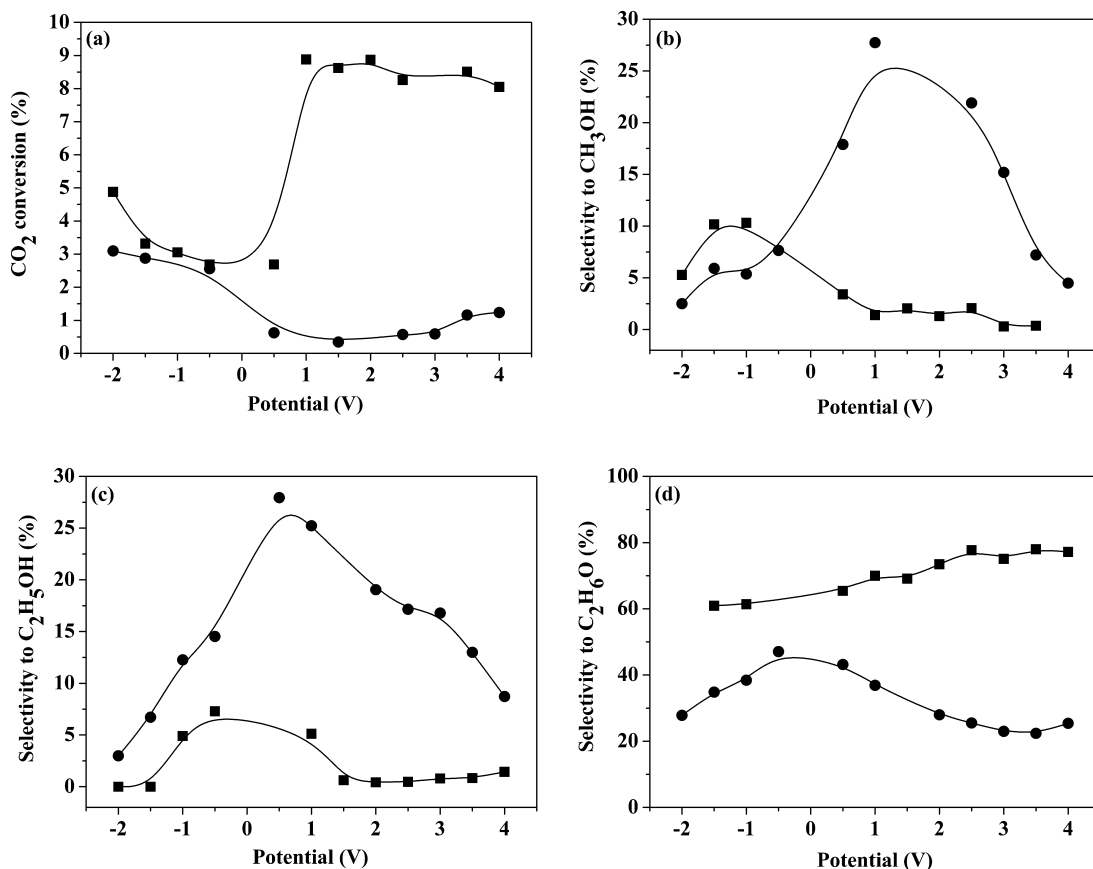 (a)
CO2 conversion (%)
10
9
8
7
6
5
4
3
2
1
0
-2 -1 0 1 2 3 4
Potential (V)
(b)
Selectivity to CH3OH (%)
30
25
20
15
10
5
0
-2 -1 0 1 2 3 4
Potential (V)
(c)
Selectivity to C2H5OH (%)
30
25
20
15
10
5
0
-2 -1 0 1 2 3 4
Potential (V)
(d)
Selectivity to C2H6O (%)
100
80
60
40
20
0
-2 -1 0 1 2 3 4
Potential (V)